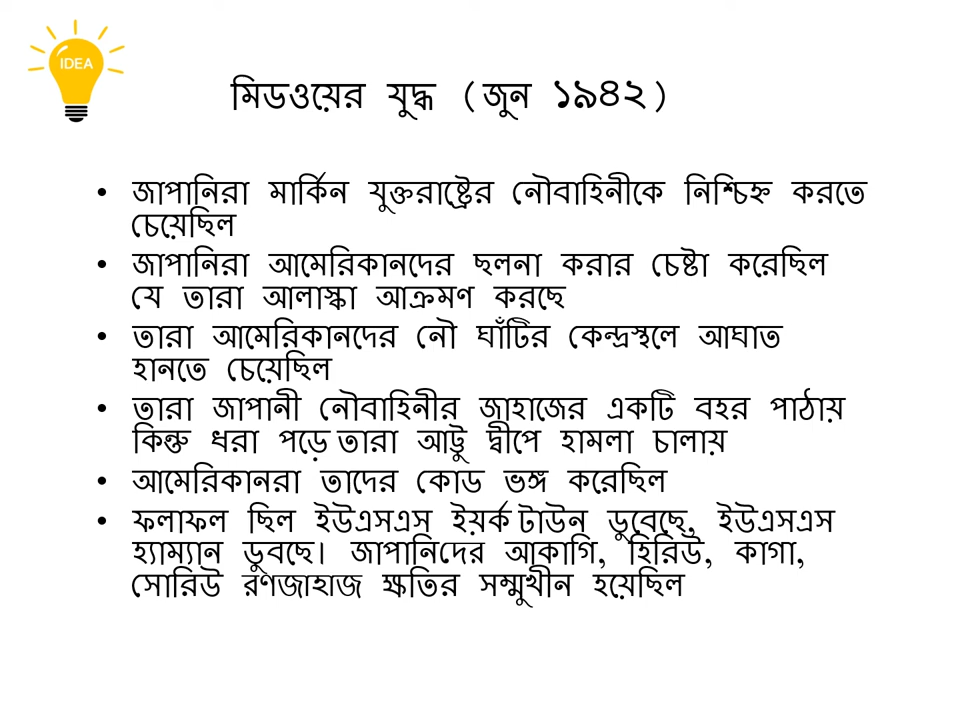 IDEA
মিডওয়ের যুদ্ধ (জুন ১৯৪২)
• জাপানিরা মার্কিন যুক্তরাষ্ট্রের নৌবাহিনীকে নিশ্চিহ্ন করতে
চেয়েছিল
• জাপানিরা আমেরিকানদের ছলনা করার চেষ্টা করেছিল
যে তারা আলাস্কা আক্রমণ করছে
• তারা আমেরিকানদের নৌ ঘাঁটির কেন্দ্রস্থলে আঘাত
হানতে চেয়েছিল
• তারা জাপানী নৌবাহিনীর জাহাজের একটি বহর পাঠায়
কিন্তু ধরা পড়ে তারা আট্টু দ্বীপে হামলা চালায়
• আমেরিকানরা তাদের কোড ভঙ্গ করেছিল
• ফলাফল ছিল ইউএসএস ইয়র্ক টাউন ডুবেছে, ইউএসএস
হ্যাম্যান ডুবছে। জাপানিদের আকাগি, হিরিউ, কাগা,
সোরিউ রণজাহাজ ক্ষতির সম্মুখীন হয়েছিল